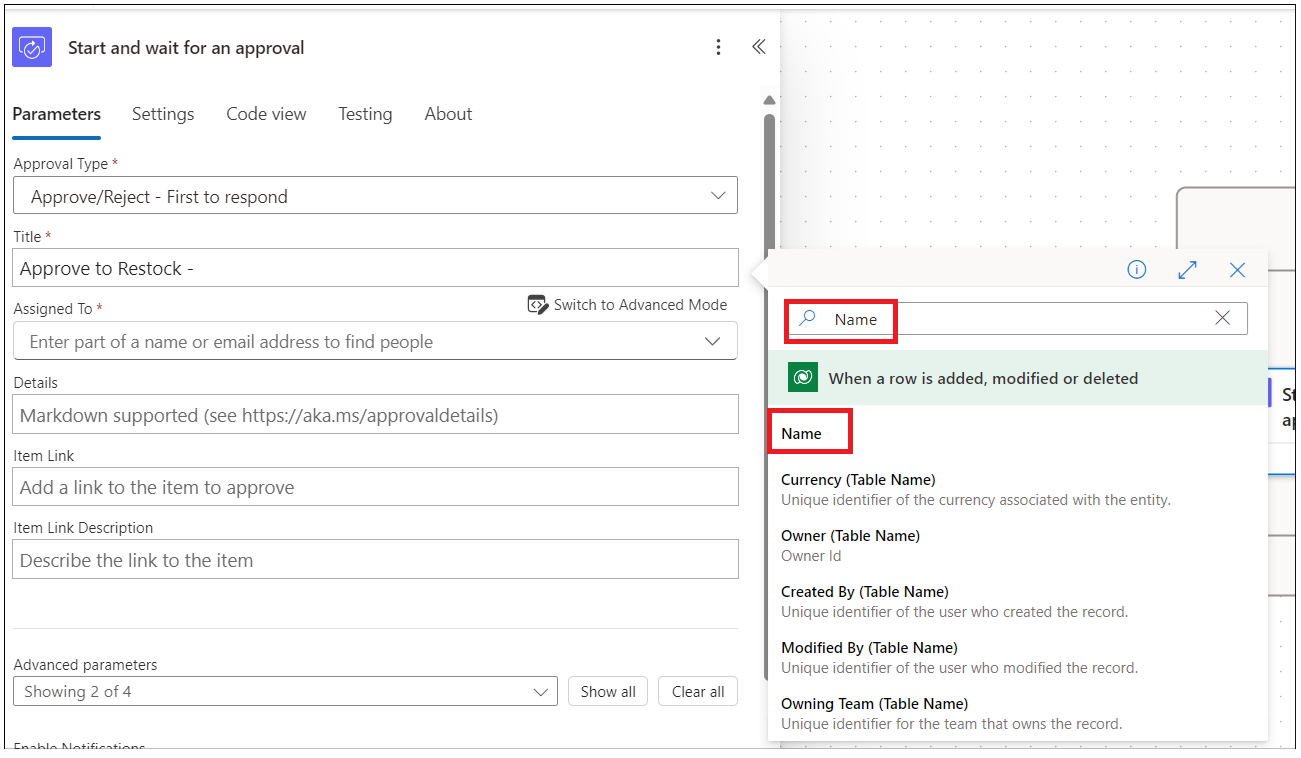 Start and wait for an approval
Parameters Settings Code view Testing About
Approval Type *
Approve/Reject - First to respond
Title *
Approve to Restock -
Assigned To *
Switch to Advanced Mode
Enter part of a name or email address to find people
Details
Markdown supported (see https://aka.ms/approvaldetails)
Item Link
Add a link to the item to approve
Item Link Description
Describe the link to the item
Advanced parameters
Showing 2 of 4
Show all
Clear all
Enable Notifications
Name
When a row is added, modified or deleted
Name
Currency (Table Name)
Unique identifier of the currency associated with the entity.
Owner (Table Name)
Owner Id
Created By (Table Name)
Unique identifier of the user who created the record.
Modified By (Table Name)
Unique identifier of the user who modified the record.
Owning Team (Table Name)
Unique identifier for the team that owns the record.